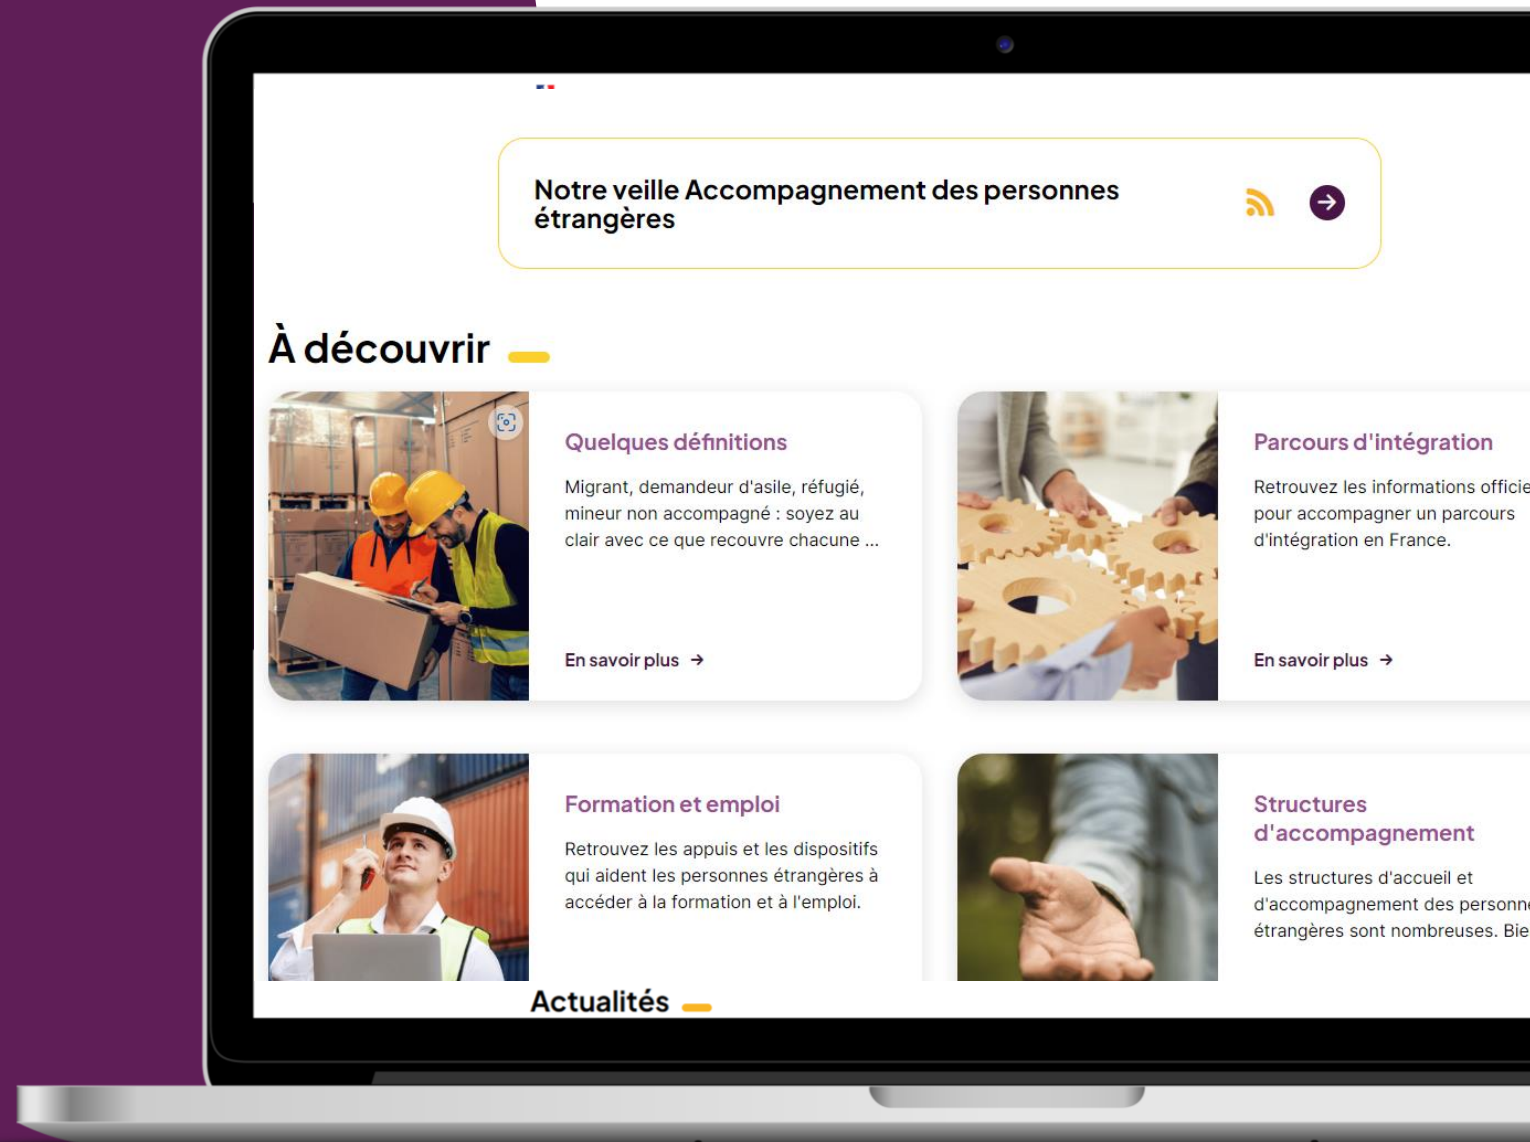 Notre veille Accompagnement des personnes
étrangères
À découvrir
Quelques définitions
Migrant, demandeur d'asile, réfugié,
mineur non accompagné : soyez au
clair avec ce que recouvre chacune ...
En savoir plus →
Parcours d'intégration
Retrouvez les informations officie
pour accompagner un parcours
d'intégration en France.
En savoir plus →
Formation et emploi
Retrouvez les appuis et les dispositifs
qui aident les personnes étrangères à
accéder à la formation et à l'emploi.
Structures
d'accompagnement
Les structures d'accueil et
d'accompagnement des personne
étrangères sont nombreuses. Bie
Actualités